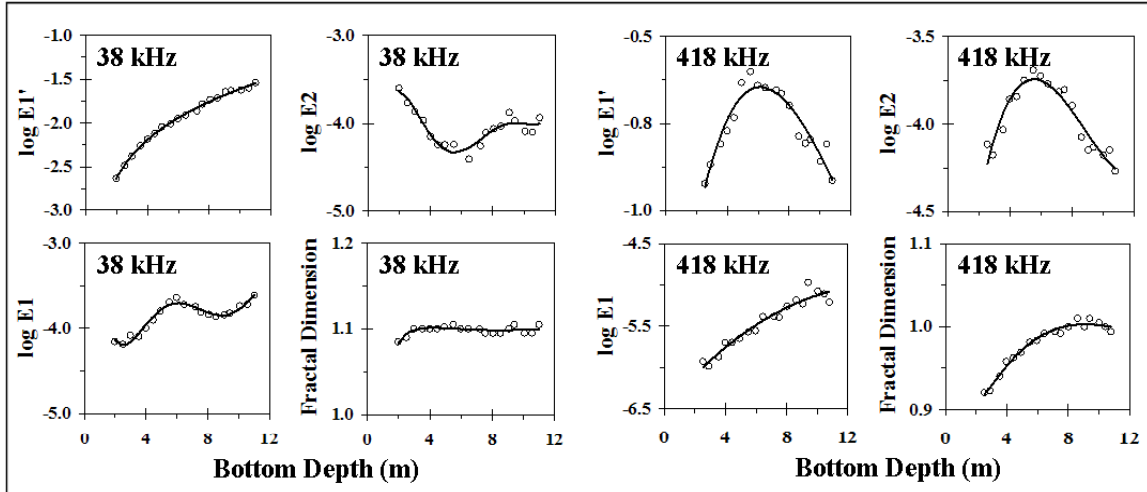 38 kHz
log E1'
-1.0
-1.5
-2.0
-2.5
-3.0
38 kHz
log E2
-3.0
-4.0
-5.0
418 kHz
log E1'
-0.5
-0.8
-1.0
418 kHz
log E2
-3.5
-4.0
-4.5
38 kHz
log E1
-3.0
-4.0
-5.0
0 4 8 12
38 kHz
Fractal Dimension
1.2
1.1
1.0
0 4 8 12
Bottom Depth (m)
418 kHz
log E1
-4.5
-5.5
-6.5
0 4 8 12
418 kHz
Fractal Dimension
1.1
1.0
0.9
0 4 8 12
Bottom Depth (m)